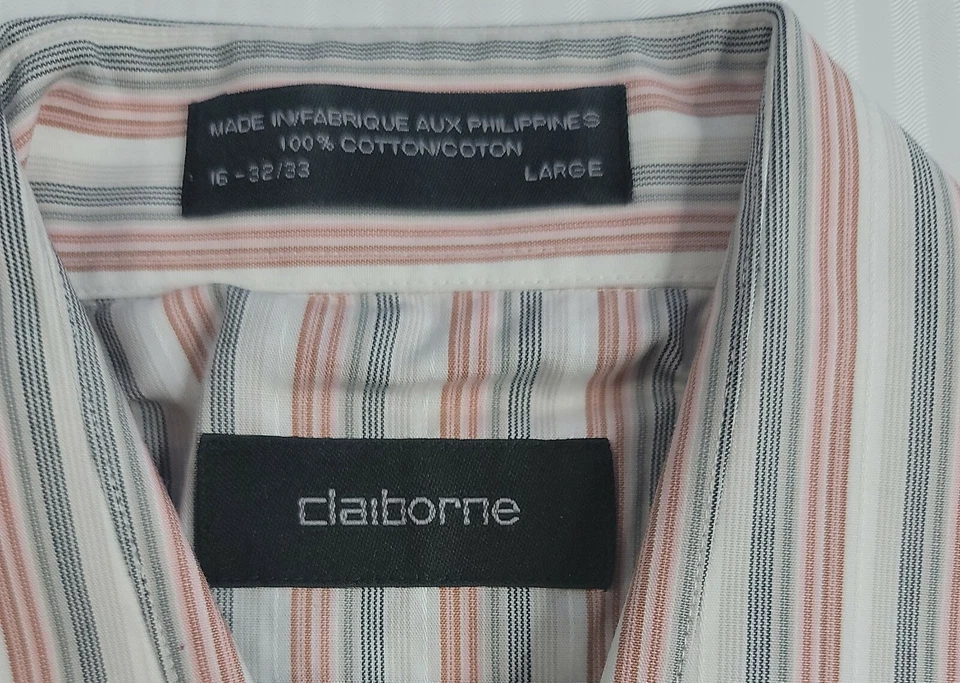 MADE IN/FABRIQUE AUX PHILIPPINES
100% COTTON/COTON
16-32/33 LARGE
claiborne